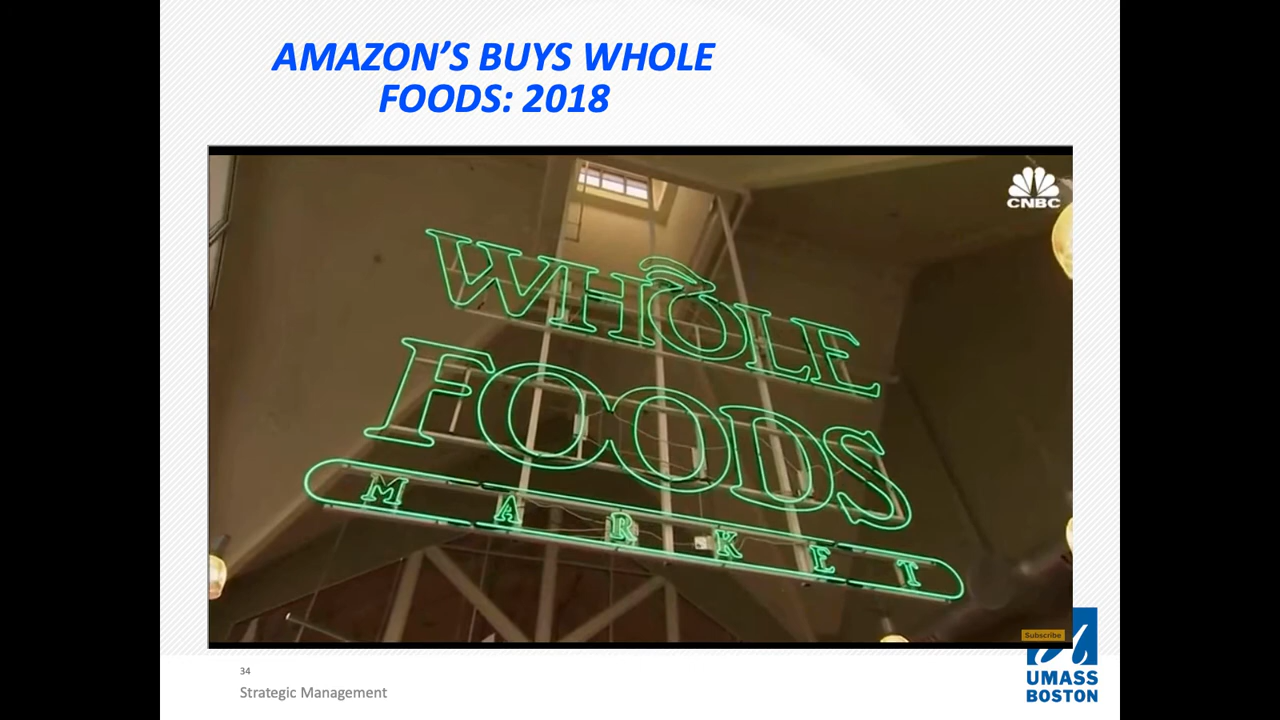 AMAZON’S BUYS WHOLE
FOODS: 2018
CNBC
WHOLE
FOODS
MARKET
Subscribe
34
Strategic Management
UMASS
BOSTON